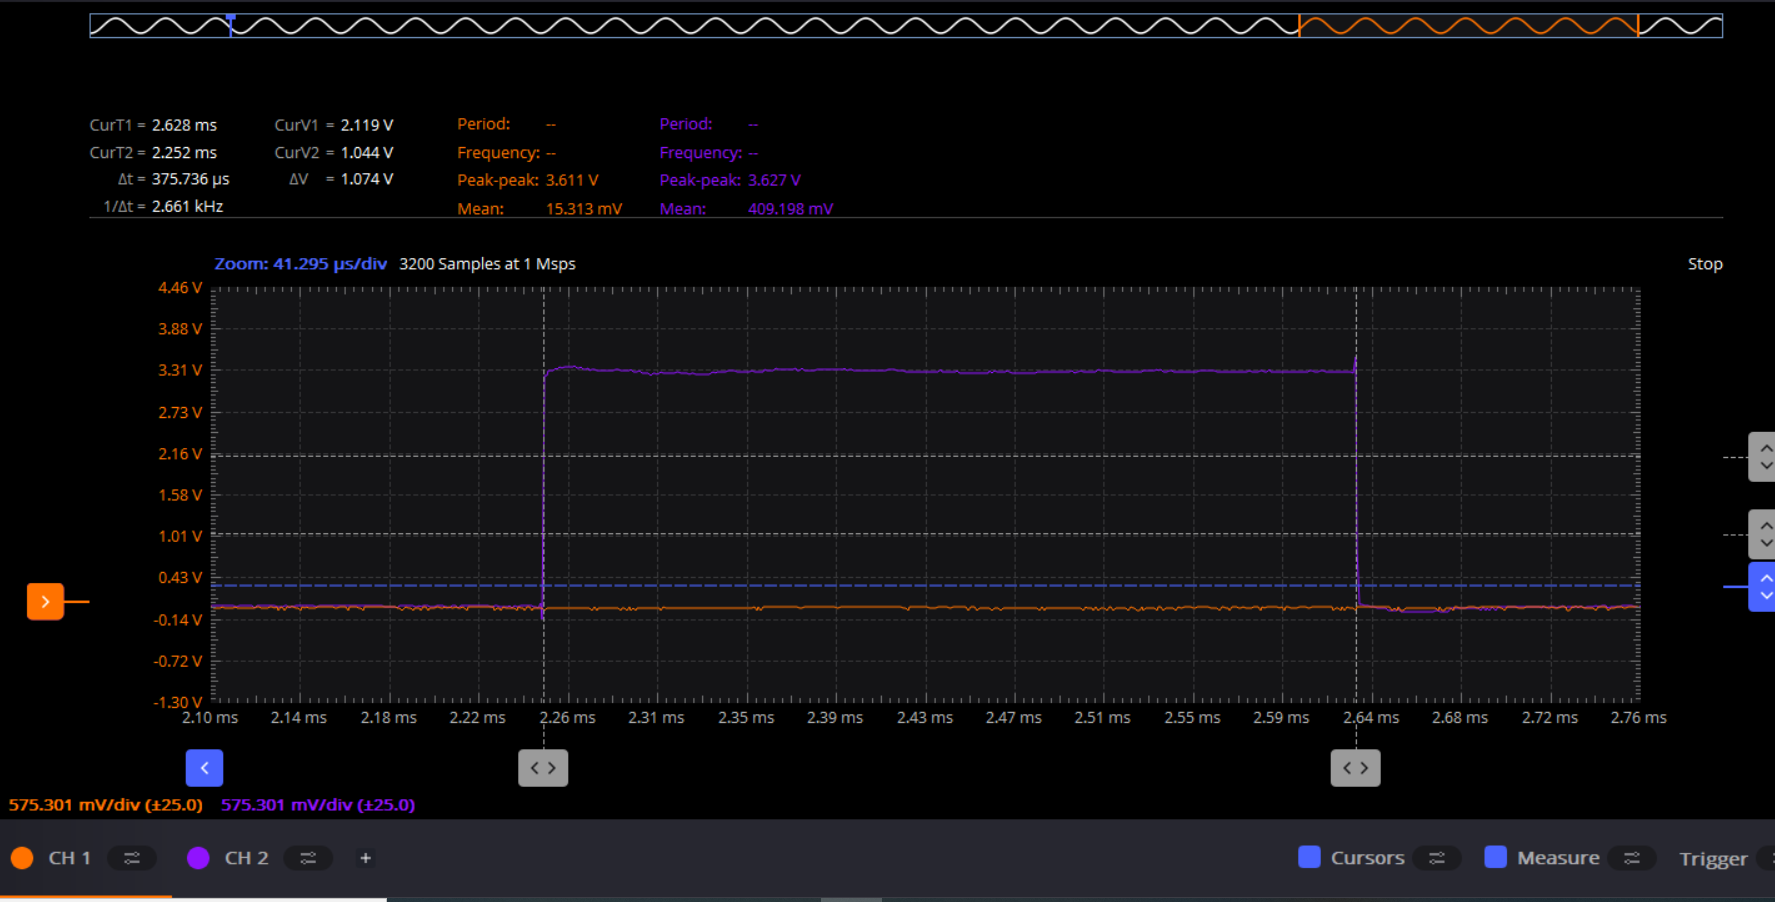 CurT1 = 2.628 ms CurV1 = 2.119 V Period: -- Period: --
CurT2 = 2.252 ms CurV2 = 1.044 V Frequency: -- Frequency: --
Δt = 375.736 µs ΔV = 1.074 V Peak-peak: 3.611 V Peak-peak: 3.627 V
1/Δt = 2.661 kHz Mean: 15.313 mV Mean: 409.198 mV
Zoom: 41.295 µs/div 3200 Samples at 1 Msps Stop
4.46 V
3.88 V
3.31 V
2.73 V
2.16 V
1.58 V
1.01 V
0.43 V
-0.14 V
-0.72 V
-1.30 V
2.10 ms 2.14 ms 2.18 ms 2.22 ms 2.26 ms 2.31 ms 2.35 ms 2.39 ms 2.43 ms 2.47 ms 2.51 ms 2.55 ms 2.59 ms 2.64 ms 2.68 ms 2.72 ms 2.76 ms
575.301 mV/div (±25.0) 575.301 mV/div (±25.0)
CH 1 CH 2 + Cursors Measure Trigger